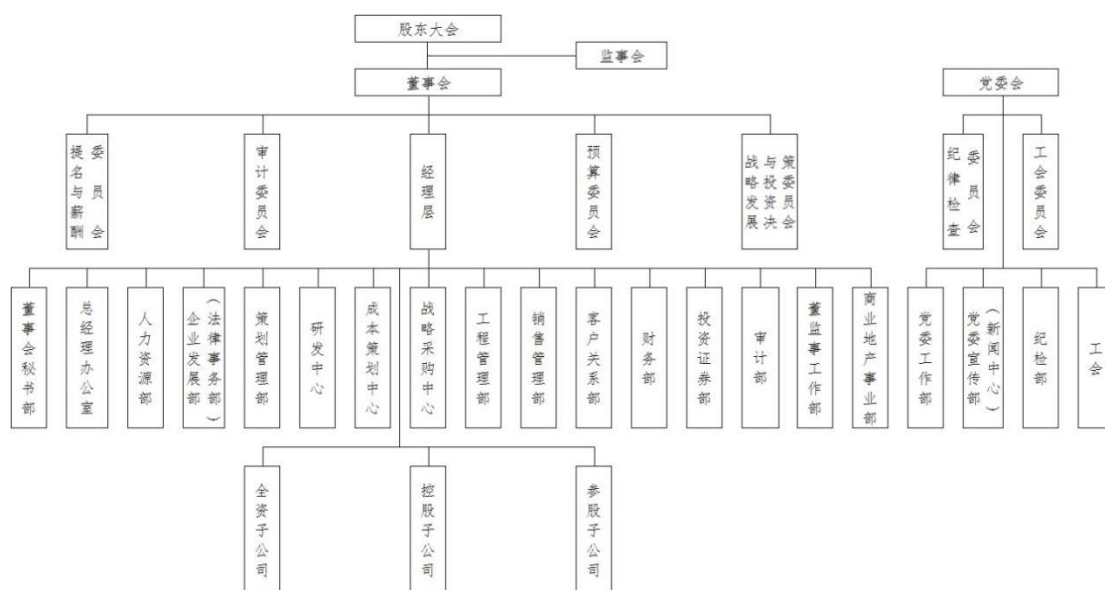 股东大会
监事会
董事会
党委会
提名与薪酬
委员会
审计委员会
经理层
预算委员会
战略发展
与投资决
策委员会
纪律检查
委员会
工会委员会
董事会秘书部
总经理办公室
人力资源部
企业发展部
（法律事务部）
策划管理部
研发中心
成本策划中心
战略采购中心
工程管理部
销售管理部
客户关系部
财务部
投资证券部
审计部
董监事工作部
商业地产事业部
党委工作部
党委宣传部
（新闻中心）
纪检部
工会
全资子公司
控股子公司
参股子公司